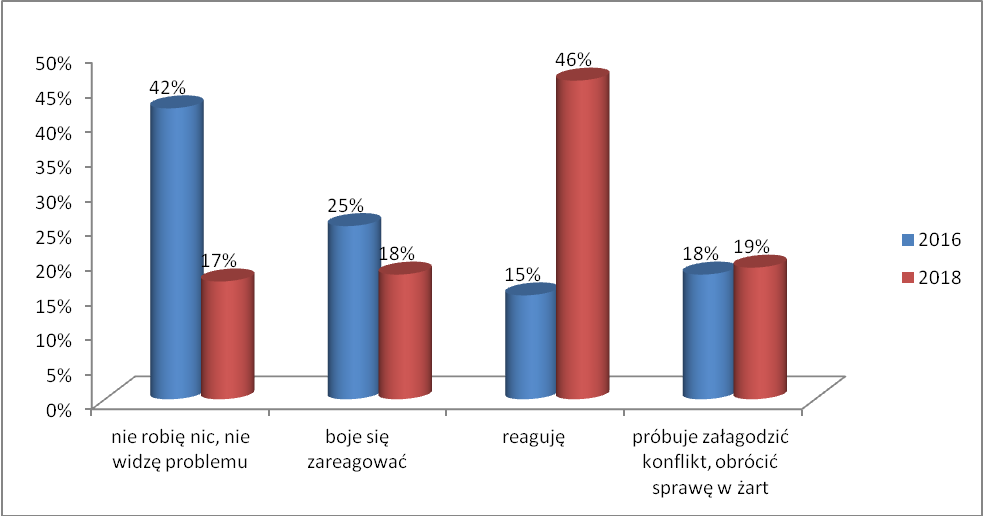 50%
45%
40%
35%
30%
25%
20%
15%
10%
5%
0%
42%
17%
25%
18%
15%
46%
18%
19%
nie robię nic, nie
widzę problemu
boje się
zareagować
reaguję
próbuje załagodzić
konflikt, obrócić
sprawę w żart
2016
2018